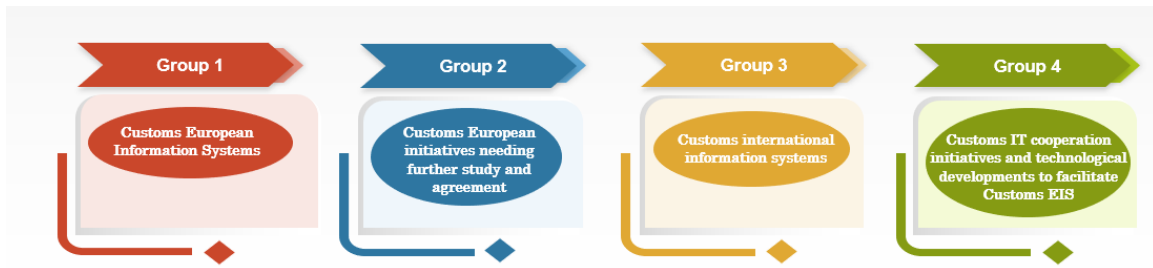 Group 1
Customs European
Information Systems
Group 2
Customs European
initiatives needing
further study and
agreement
Group 3
Customs international
information systems
Group 4
Customs IT cooperation
initiatives and technological
developments to facilitate
Customs EIS